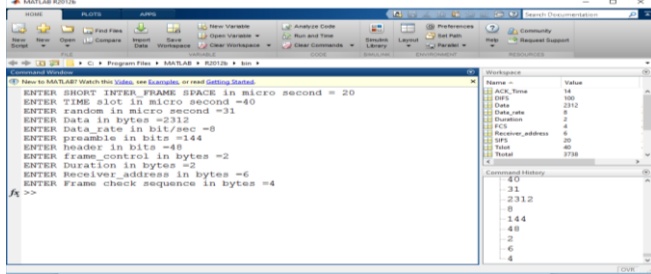 MATLAB R2012b
HOME PLOTS APPS Search Documentation
New Script New Open Find Files Compare Import Data Save Workspace New Variable Open Variable Clear Workspace Analyze Code Run and Time Clear Commands Simulink Library Layout Preferences Set Path Parallel Help Community Request Support
FILE VARIABLE CODE SIMULINK ENVIRONMENT RESOURCES
C: Program Files MATLAB R2012b bin
Command Window
New to MATLAB? Watch this Video, see Examples, or read Getting Started.
ENTER SHORT INTER_FRAME SPACE in micro second = 20
ENTER TIME slot in micro second =40
ENTER random in micro second =31
ENTER Data in bytes =2312
ENTER Data_rate in bit/sec =8
ENTER preamble in bits =144
ENTER header in bits =48
ENTER frame_control in bytes =2
ENTER Duration in bytes =2
ENTER Receiver_address in bytes =6
ENTER Frame check sequence in bytes =4
fx >>
Workspace
Name Value
ACK_Time 14
DIFS 100
Data 2312
Data_rate 8
Duration 2
FCS 4
Receiver_address 6
SIFS 20
Tslot 40
Ttotal 3738
Command History
40
31
2312
8
144
48
2
6
4
OVR